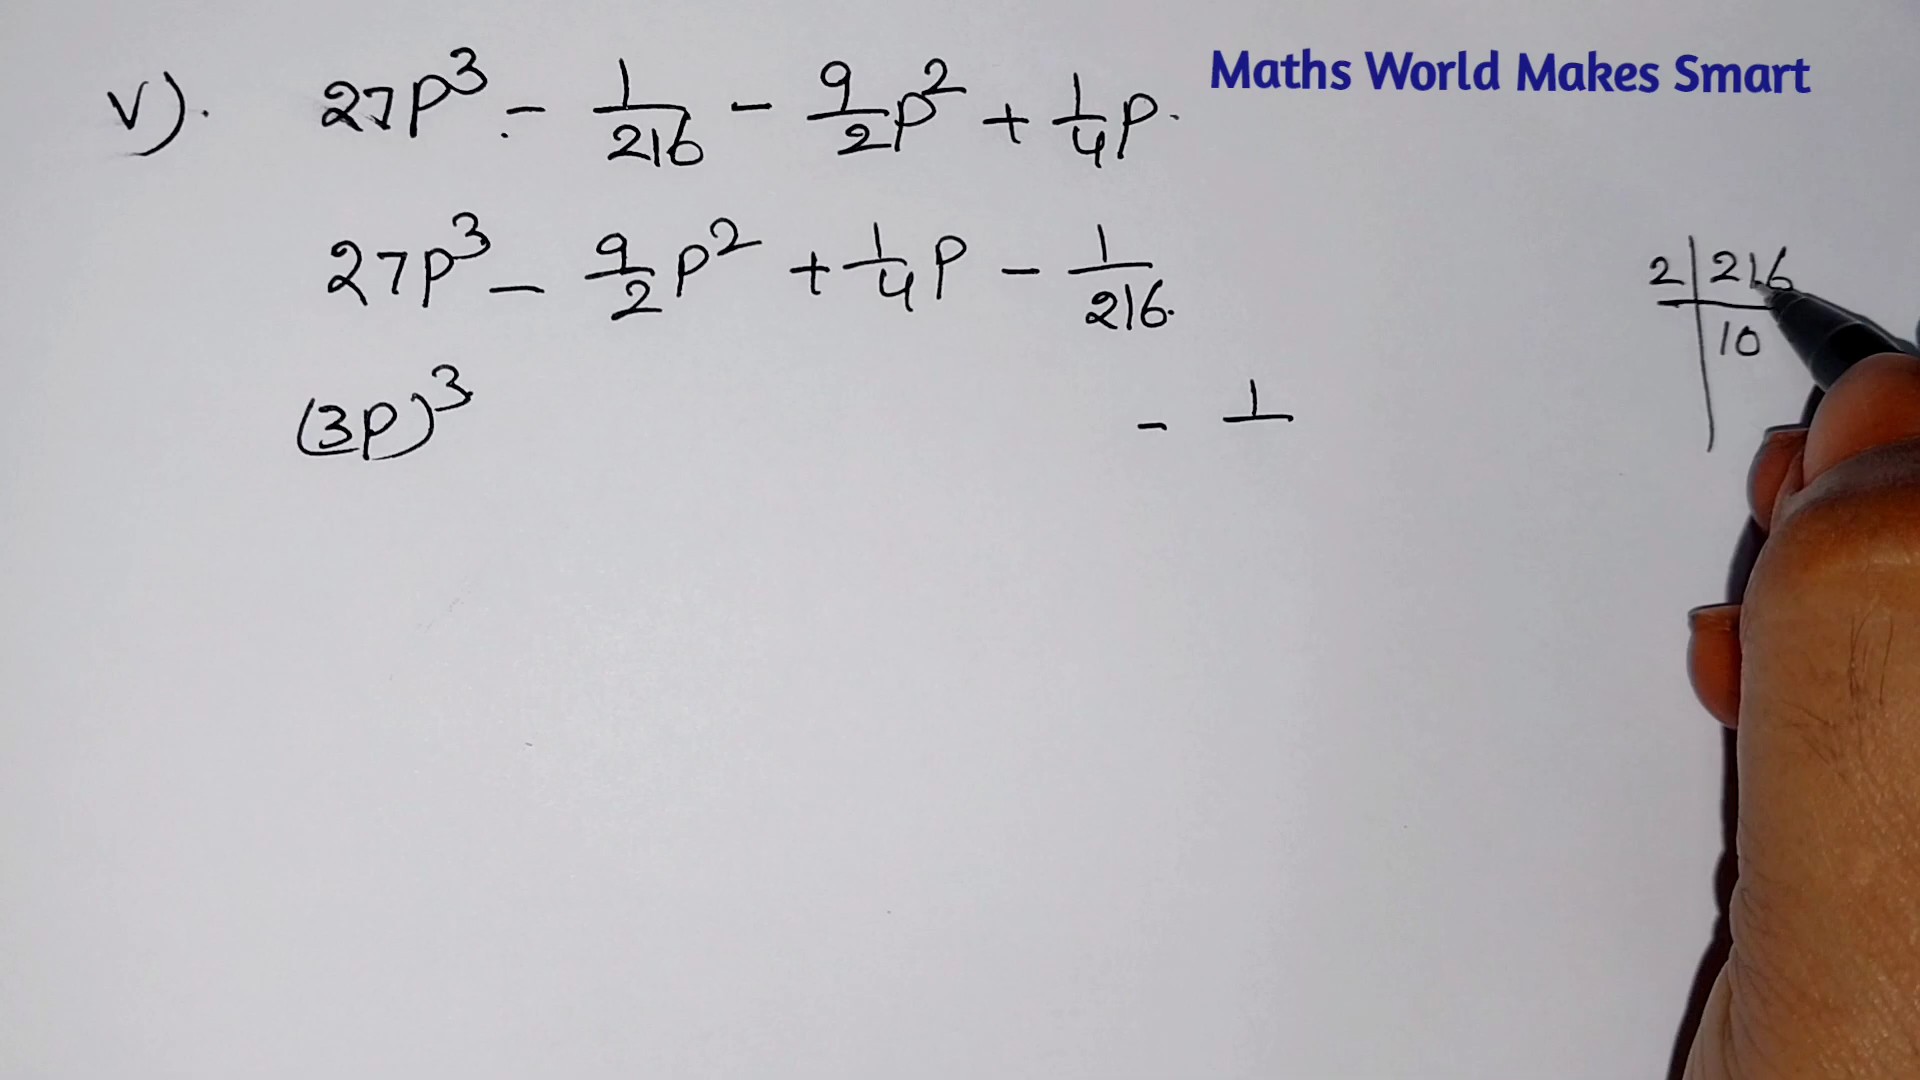 Maths World Makes Smart
v). 27p³ - 1/216 - 9/2 p² + 1/4 p.
27p³ - 9/2 p² + 1/4 p - 1/216.
(3p)³ - 1
2 | 216
10